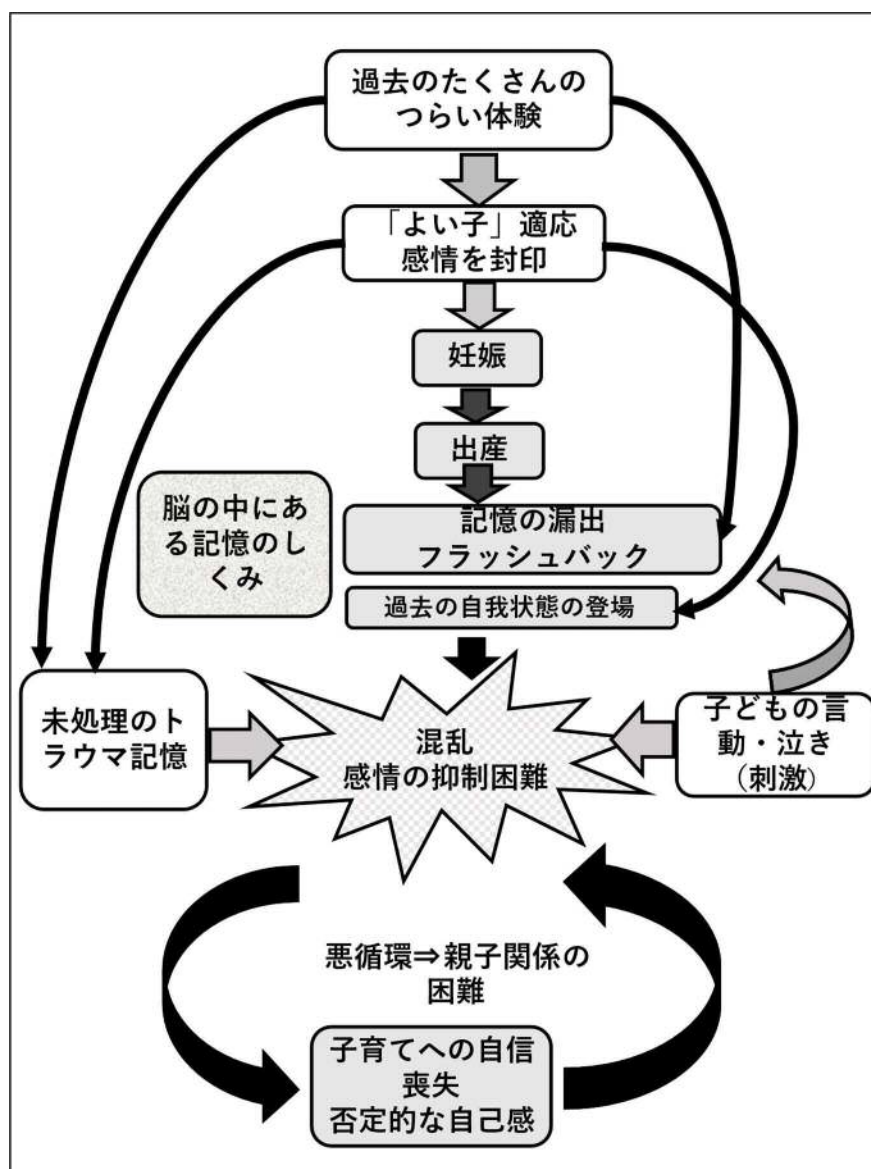 過去のたくさんの
つらい体験
「よい子」適応
感情を封印
妊娠
出産
脳の中にあ
る記憶のし
くみ
記憶の漏出
フラッシュバック
過去の自我状態の登場
未処理のト
ラウマ記憶
混乱
感情の抑制困難
子どもの言
動・泣き
(刺激)
悪循環⇒親子関係の
困難
子育てへの自信
喪失
否定的な自己感